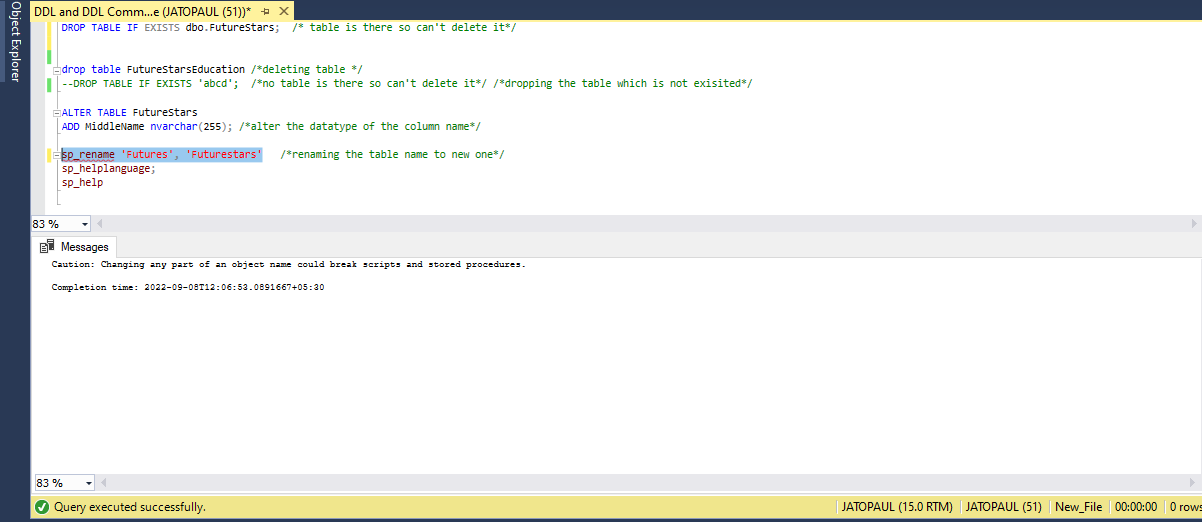 Object Explorer
DDL and DDL Comm...e (JATOPAUL (51))*
DROP TABLE IF EXISTS dbo.FutureStars;  /* table is there so can't delete it*/
drop table FutureStarsEducation /*deleting table */
--DROP TABLE IF EXISTS 'abcd';  /*no table is there so can't delete it*/ /*dropping the table which is not exisited*/
ALTER TABLE FutureStars
ADD MiddleName nvarchar(255); /*alter the datatype of the column name*/
sp_rename 'Futures', 'Futurestars'   /*renaming the table name to new one*/
sp_helplanguage;
sp_help
83 %
Messages
Caution: Changing any part of an object name could break scripts and stored procedures.
Completion time: 2022-09-08T12:06:53.0891667+05:30
83 %
Query executed successfully.
JATOPAUL (15.0 RTM)
JATOPAUL (51)
New_File
00:00:00
0 rows